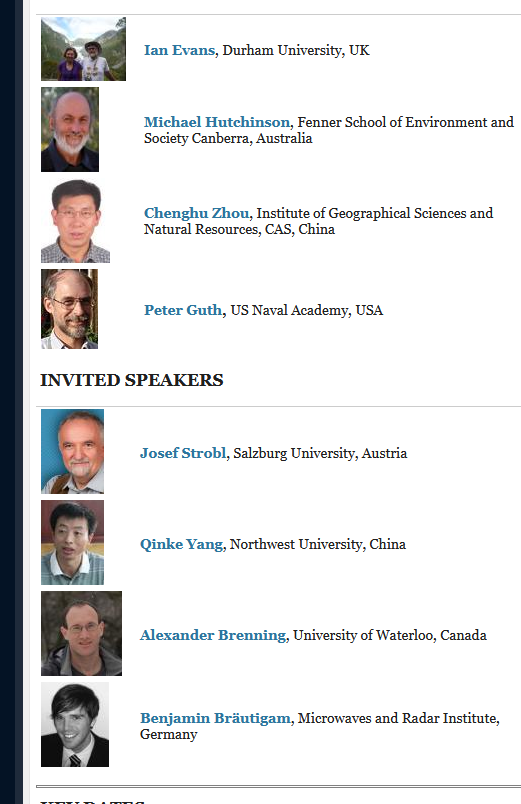 Ian Evans, Durham University, UK
Michael Hutchinson, Fenner School of Environment and
Society Canberra, Australia
Chenghu Zhou, Institute of Geographical Sciences and
Natural Resources, CAS, China
Peter Guth, US Naval Academy, USA
INVITED SPEAKERS
Josef Strobl, Salzburg University, Austria
Qinke Yang, Northwest University, China
Alexander Brenning, University of Waterloo, Canada
Benjamin Bräutigam, Microwaves and Radar Institute,
Germany
KEY DATES